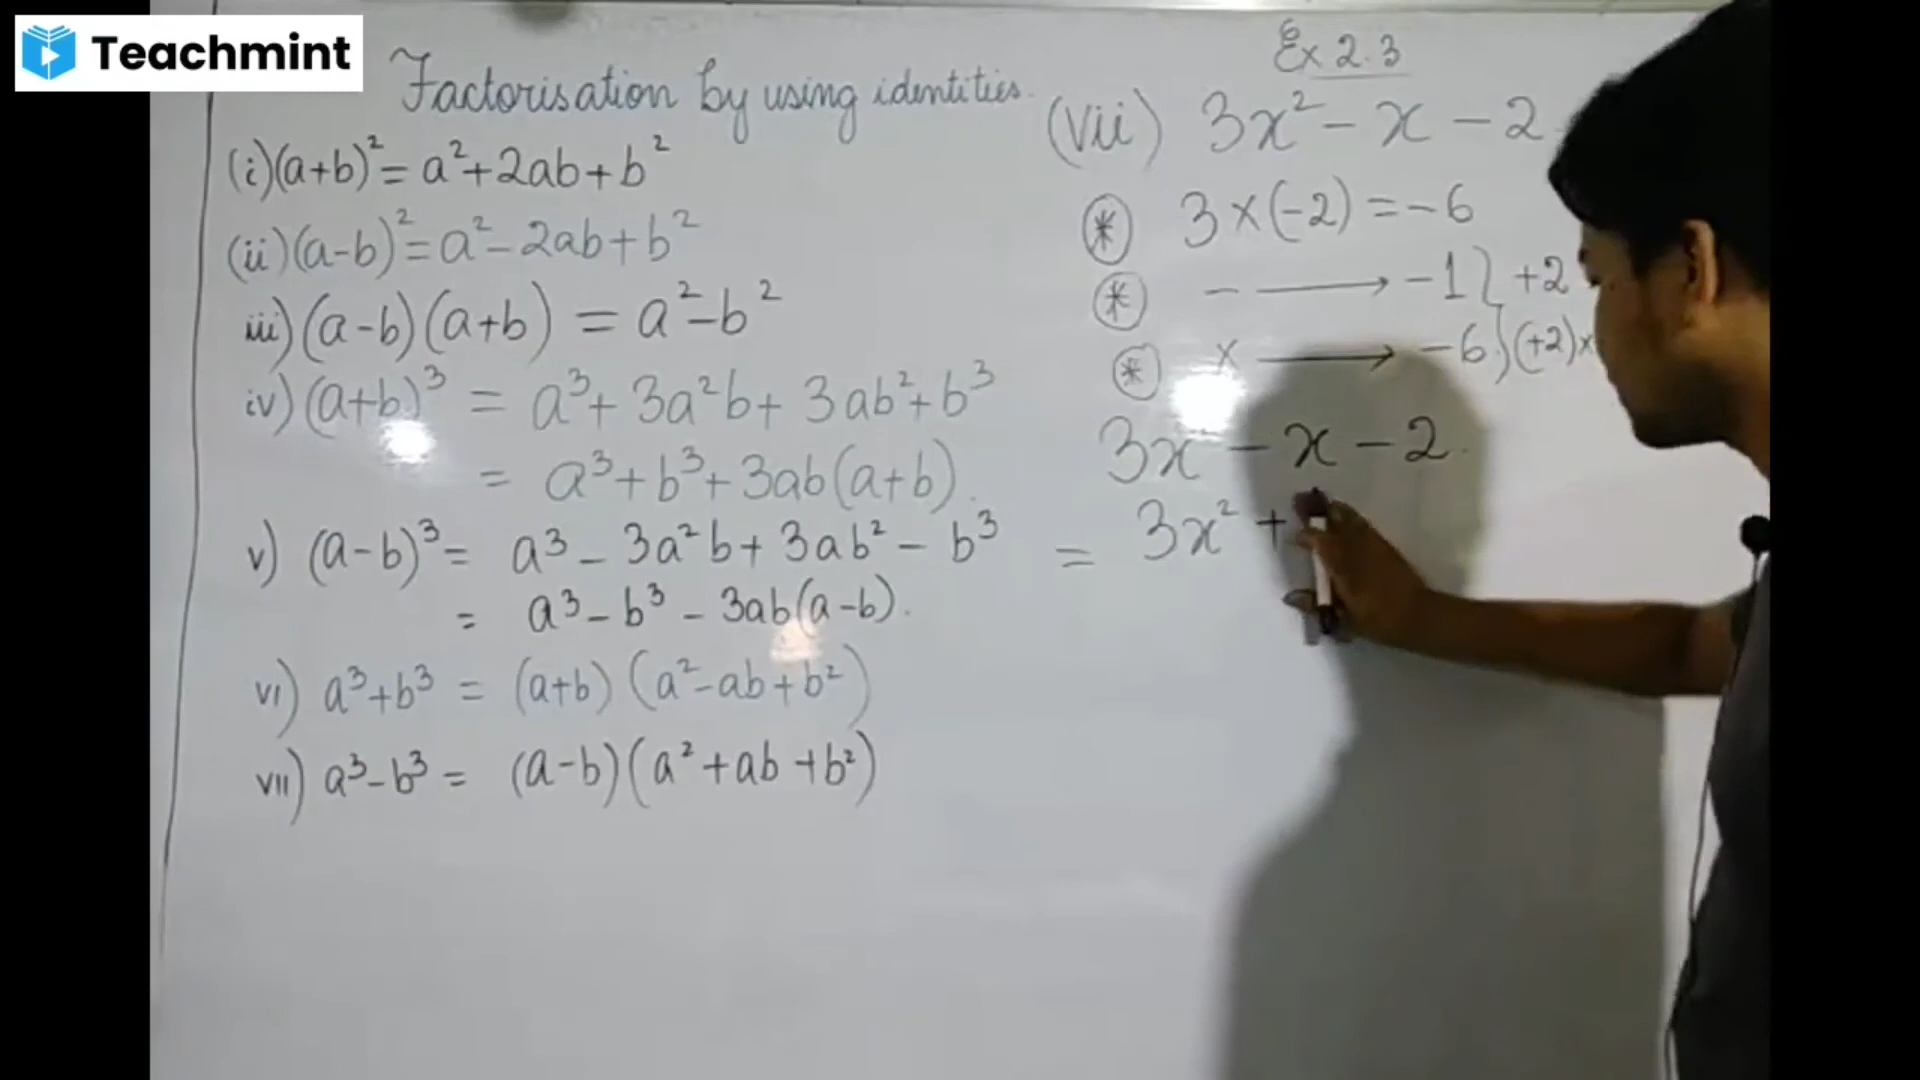 Teachmint
Factorisation by using identities.
(i) (a+b)² = a² + 2ab + b²
(ii) (a-b)² = a² - 2ab + b²
iii) (a-b)(a+b) = a² - b²
iv) (a+b)³ = a³ + 3a²b + 3ab² + b³
= a³ + b³ + 3ab(a+b).
v) (a-b)³ = a³ - 3a²b + 3ab² - b³
= a³ - b³ - 3ab(a-b).
vi) a³+b³ = (a+b)(a²-ab+b²)
vii) a³-b³ = (a-b)(a²+ab+b²)
Ex 2.3
(vii) 3x² - x - 2
* 3 × (-2) = -6
* - → -1 } +2
* × → -6 } (+2)×
3x - x - 2.
= 3x² +